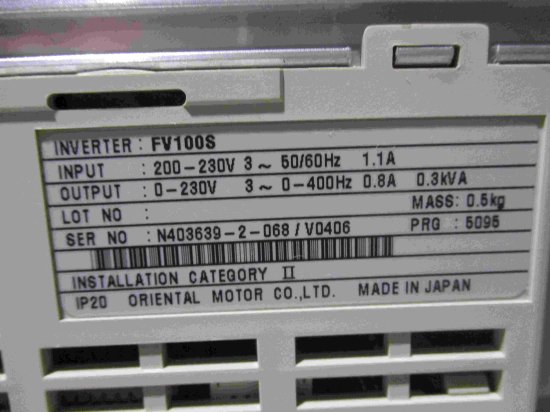 INVERTER : FV100S
INPUT : 200-230V 3~ 50/60Hz 1.1A
OUTPUT : 0-230V 3~ 0-400Hz 0.8A 0.3kVA
LOT NO : MASS: 0.5kg
SER NO : N403639-2-068 / V0406 PRG : 5095
INSTALLATION CATEGORY II
IP20 ORIENTAL MOTOR CO.,LTD. MADE IN JAPAN